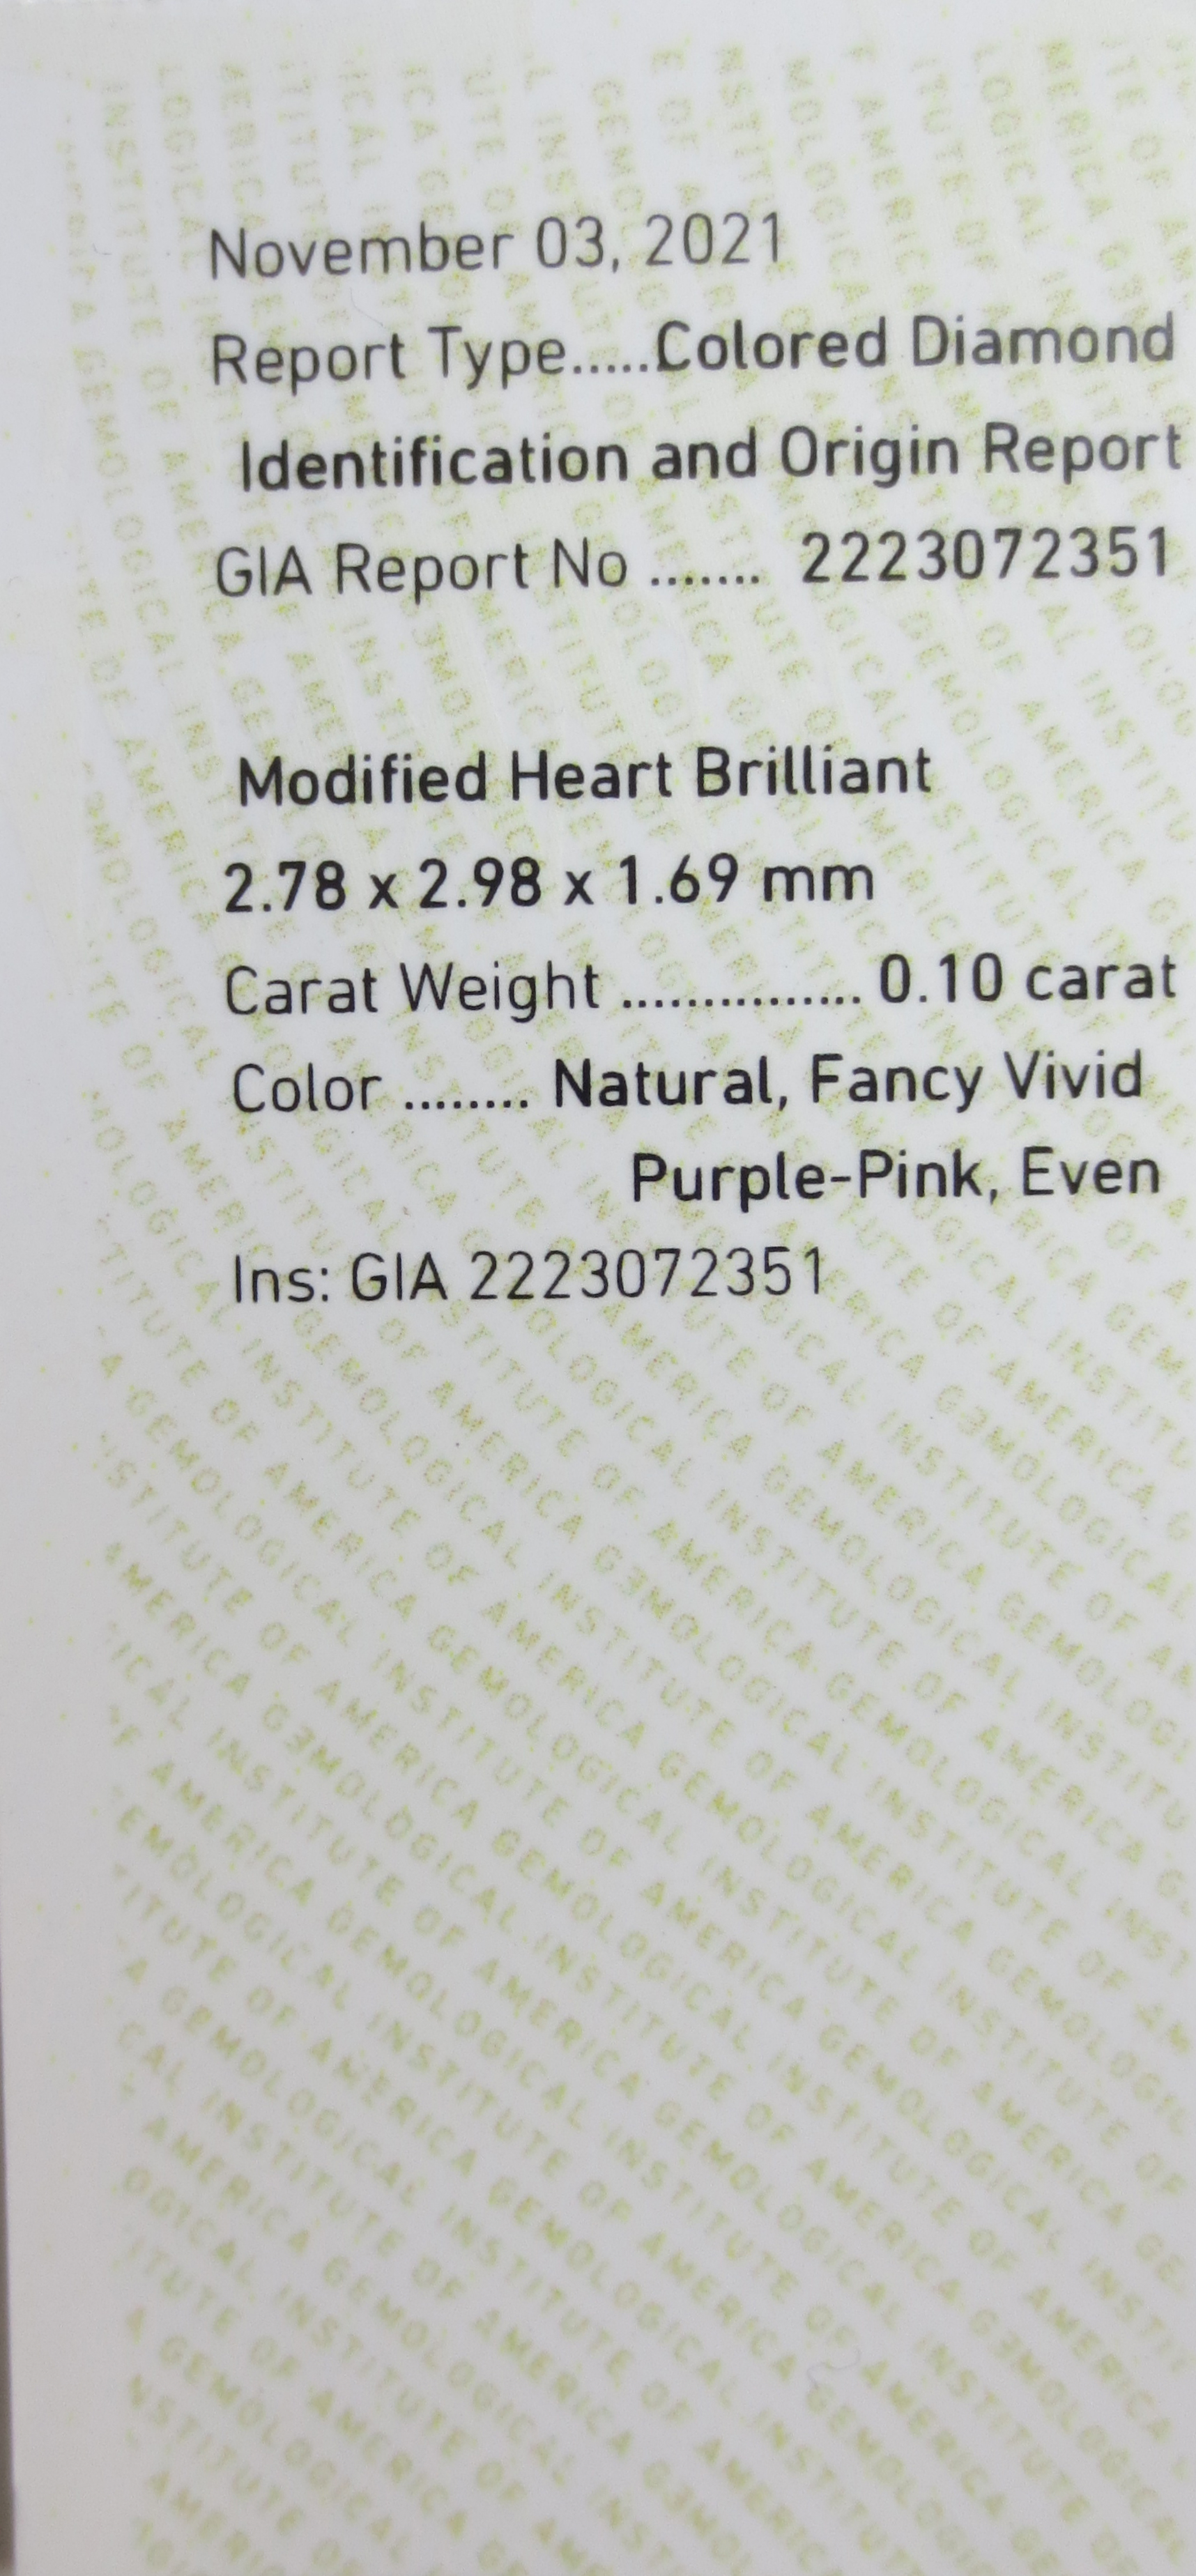 November 03, 2021
Report Type.....Colored Diamond
Identification and Origin Report
GIA Report No ....... 2223072351
Modified Heart Brilliant
2.78 x 2.98 x 1.69 mm
Carat Weight ............... 0.10 carat
Color ........ Natural, Fancy Vivid
Purple-Pink, Even
Ins: GIA 2223072351